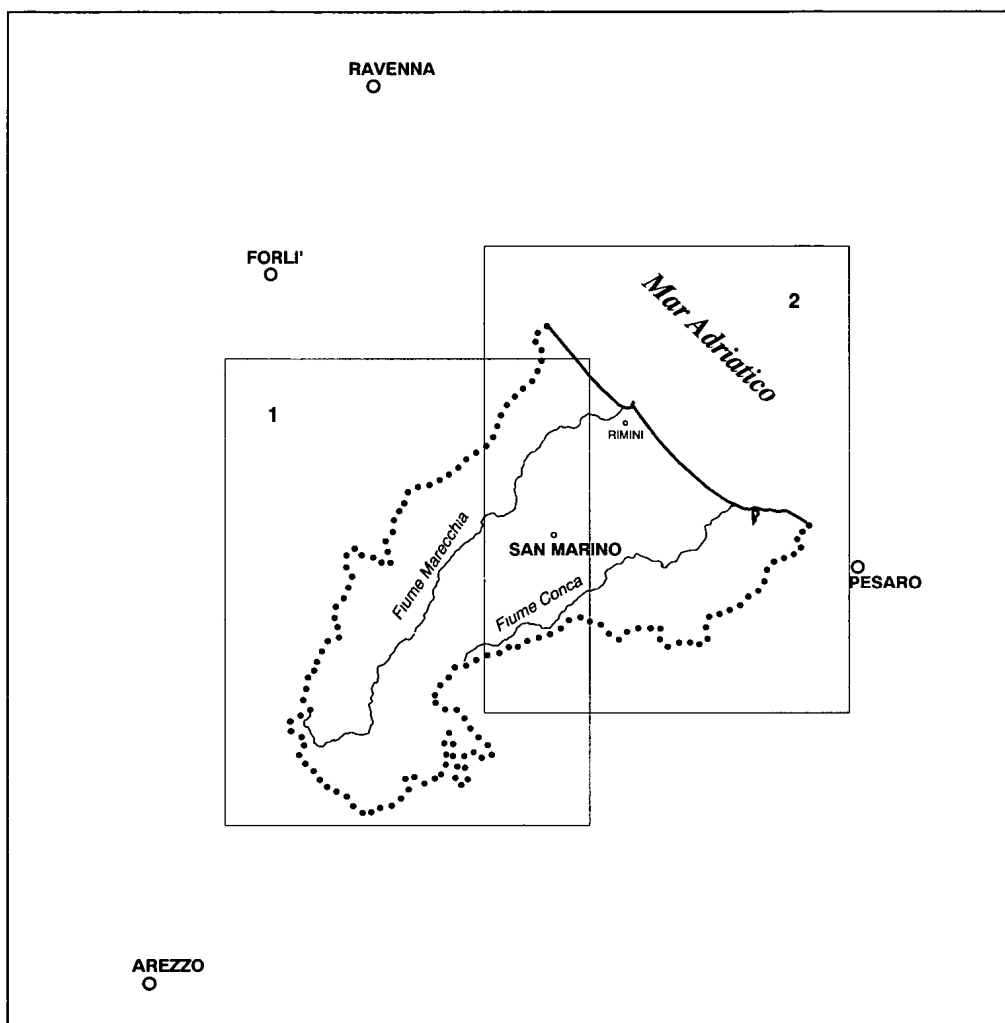 RAVENNA
FORLI'
2
Mar Adriatico
1
RIMINI
Fiume Marecchia
SAN MARINO
Fiume Conca
PESARO
AREZZO